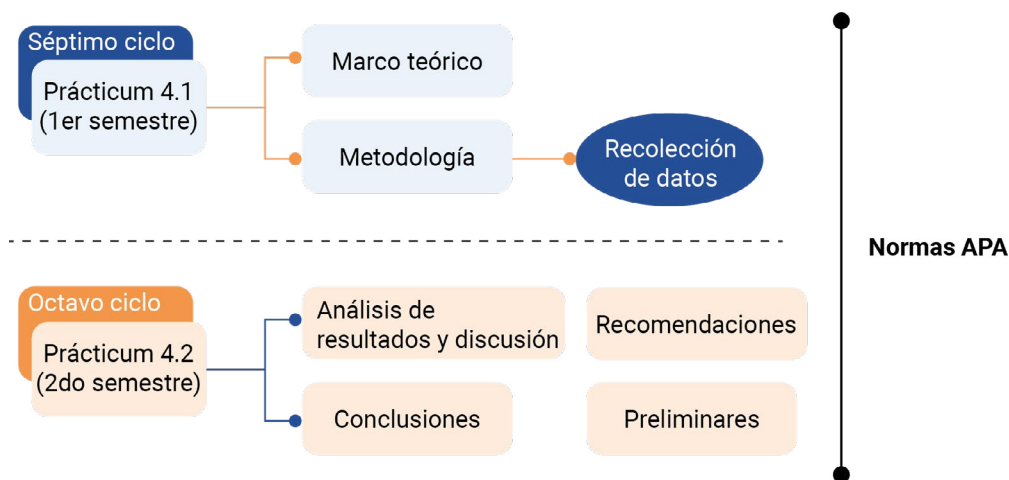 Séptimo ciclo
Prácticum 4.1
(1er semestre)
Marco teórico
Metodología
Recolección
de datos
Normas APA
Octavo ciclo
Prácticum 4.2
(2do semestre)
Análisis de
resultados y discusión
Recomendaciones
Conclusiones
Preliminares